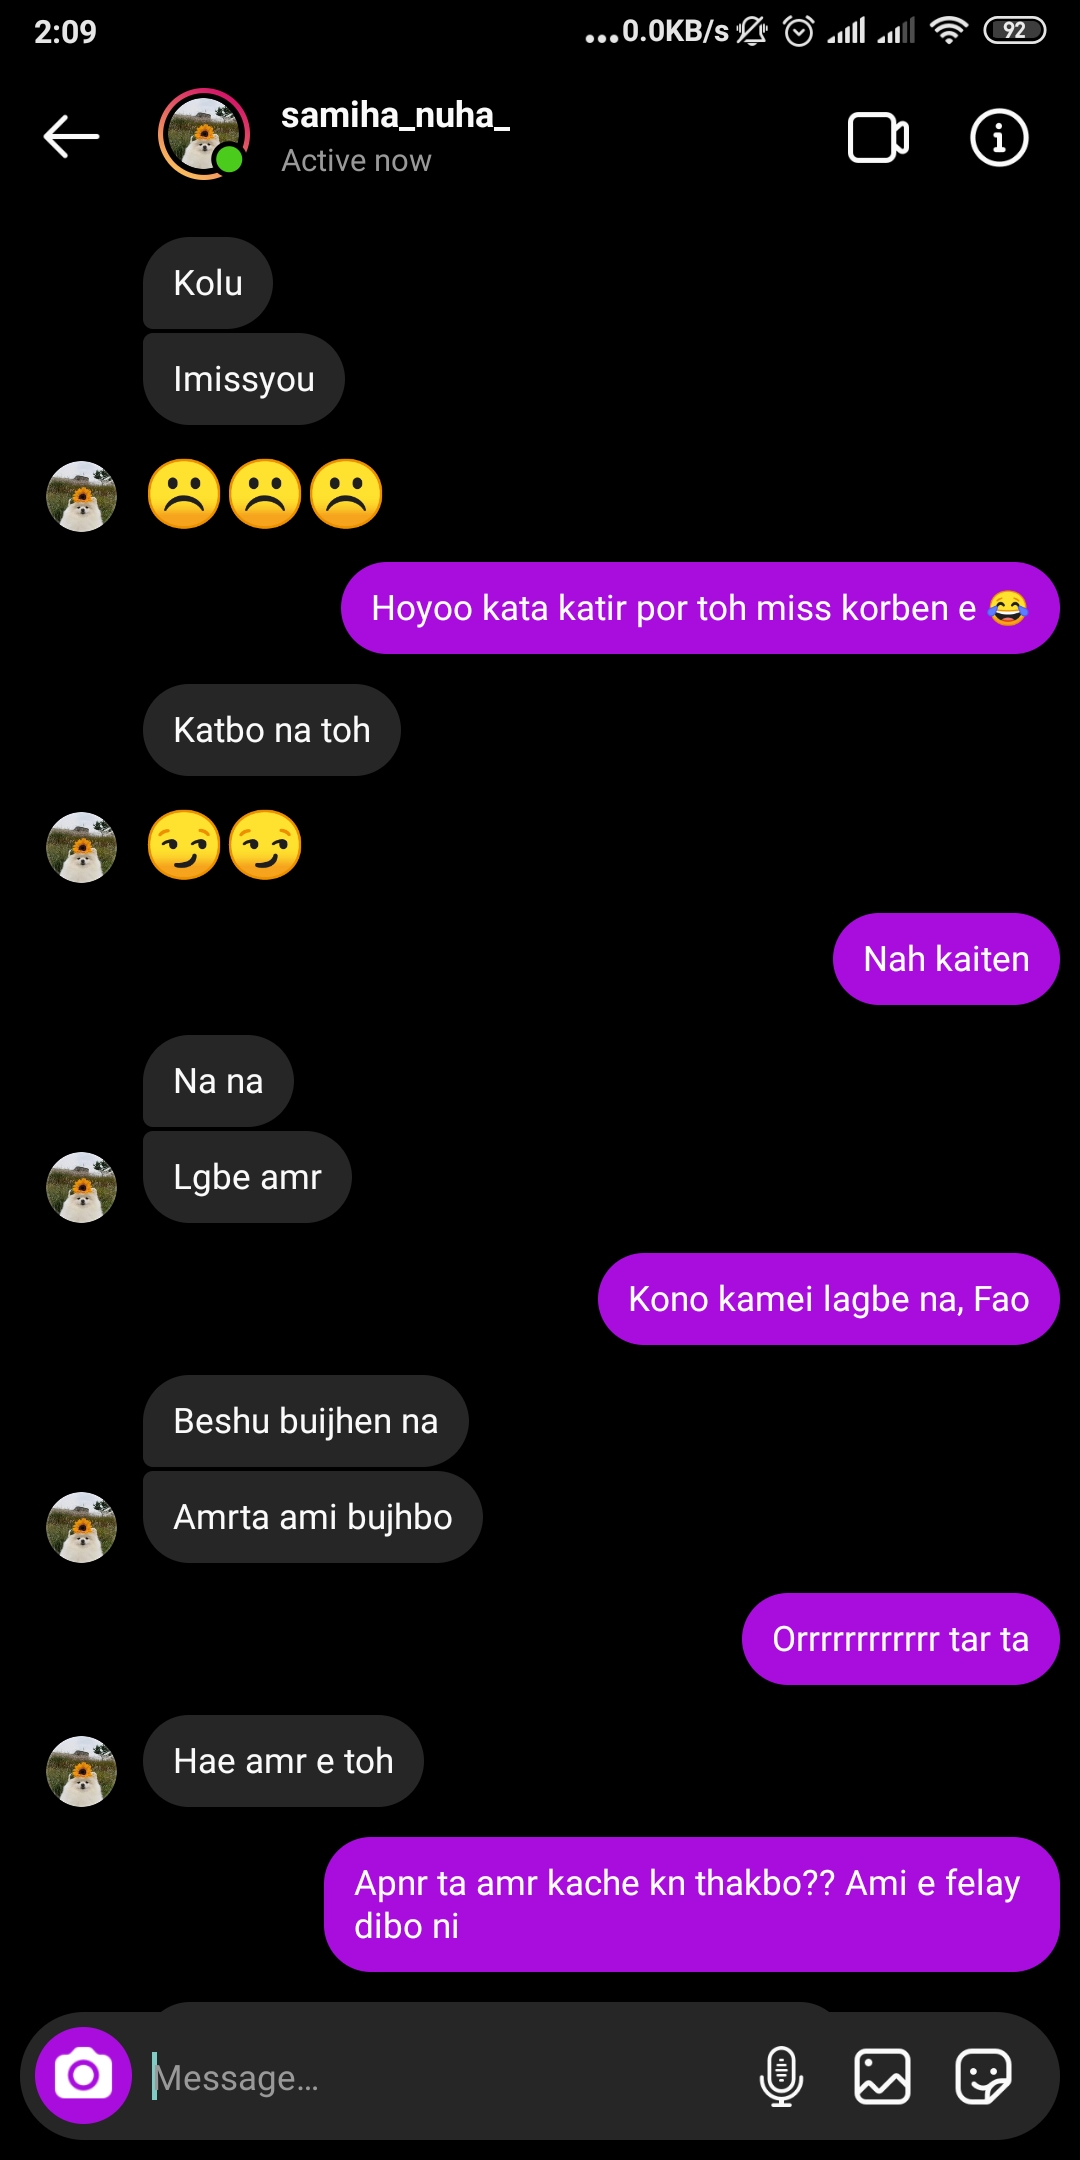 2:09
...0.0KB/s
92
samiha_nuha_
Active now
Kolu
Imissyou
☹️☹️☹️
Hoyoo kata katir por toh miss korben e 😂
Katbo na toh
😏😏
Nah kaiten
Na na
Lgbe amr
Kono kamei lagbe na, Fao
Beshu buijhen na
Amrta ami bujhbo
Orrrrrrrrrrrr tar ta
Hae amr e toh
Apnr ta amr kache kn thakbo?? Ami e felay
dibo ni
Message...